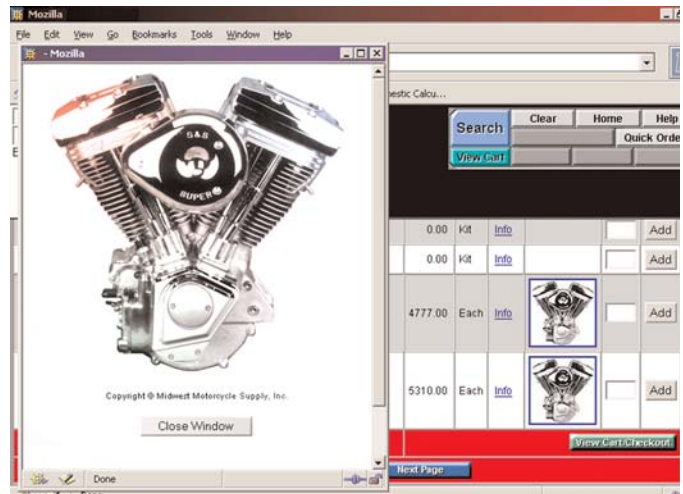 Mozilla
File Edit View Go Bookmarks Tools Window Help
- Mozilla
S&S
SUPER
Copyright © Midwest Motorcycle Supply, Inc.
Close Window
Done
mestic Calcu...
Search Clear Home Help
Quick Orde
View Cart
0.00 Kit Info Add
0.00 Kit Info Add
4777.00 Each Info Add
5310.00 Each Info Add
View Cart/Checkout
Next Page